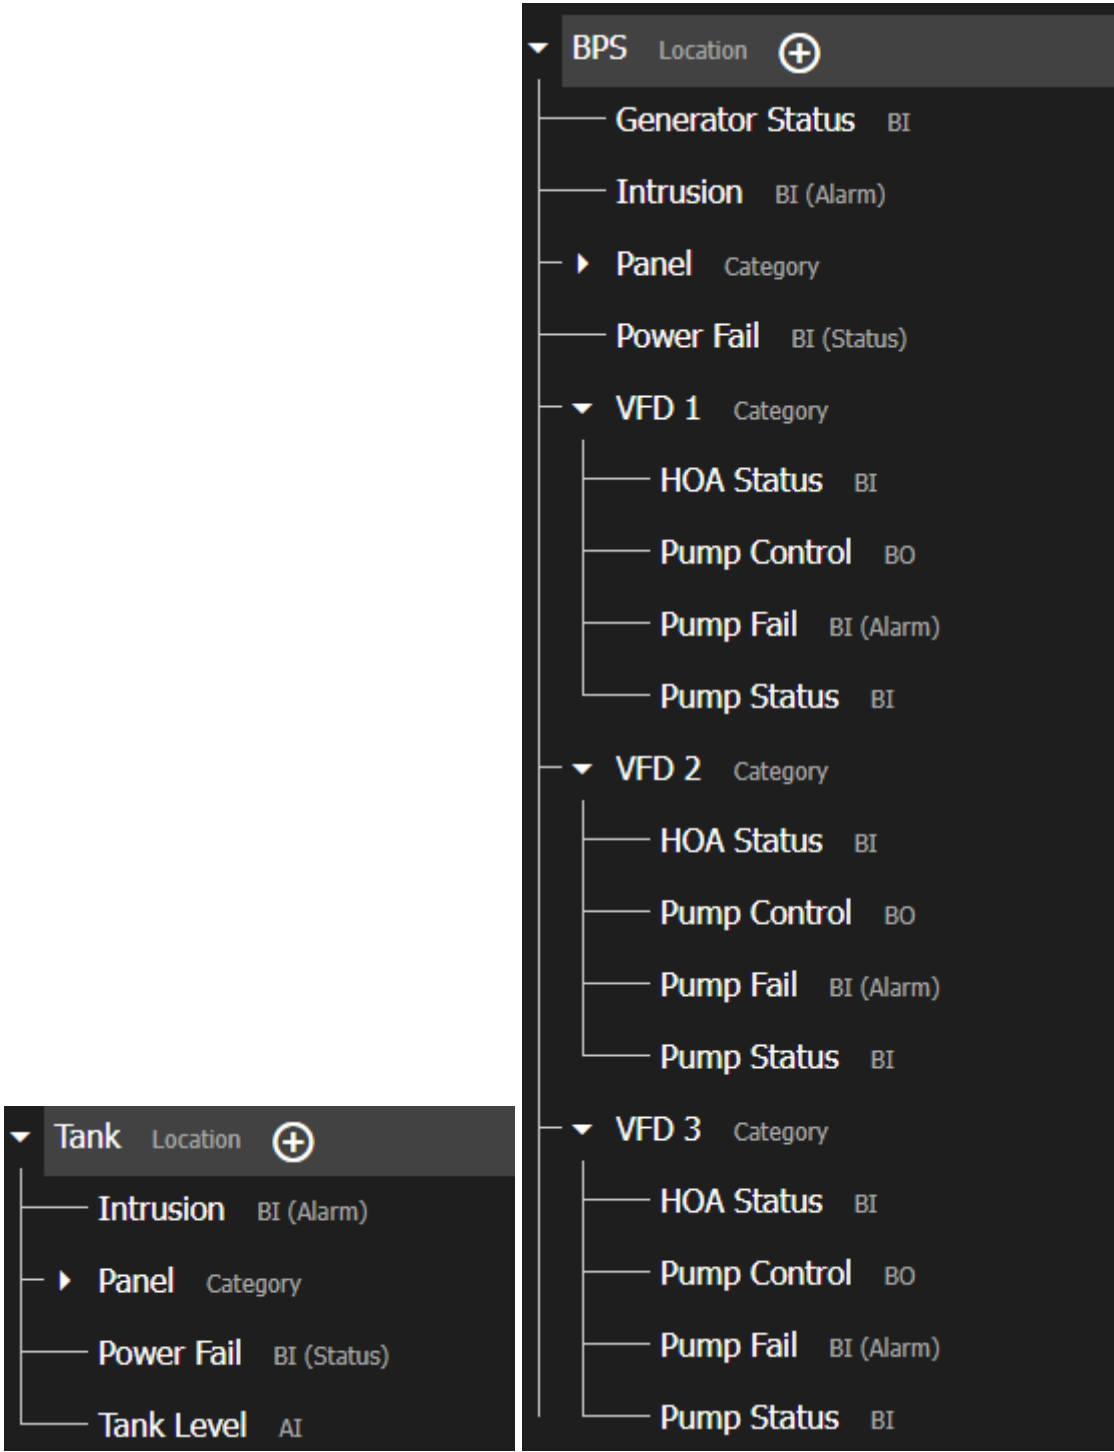 BPS Location
Generator Status BI
Intrusion BI (Alarm)
Panel Category
Power Fail BI (Status)
VFD 1 Category
HOA Status BI
Pump Control BO
Pump Fail BI (Alarm)
Pump Status BI
VFD 2 Category
HOA Status BI
Pump Control BO
Pump Fail BI (Alarm)
Pump Status BI
VFD 3 Category
HOA Status BI
Pump Control BO
Pump Fail BI (Alarm)
Pump Status BI
Tank Location
Intrusion BI (Alarm)
Panel Category
Power Fail BI (Status)
Tank Level AI